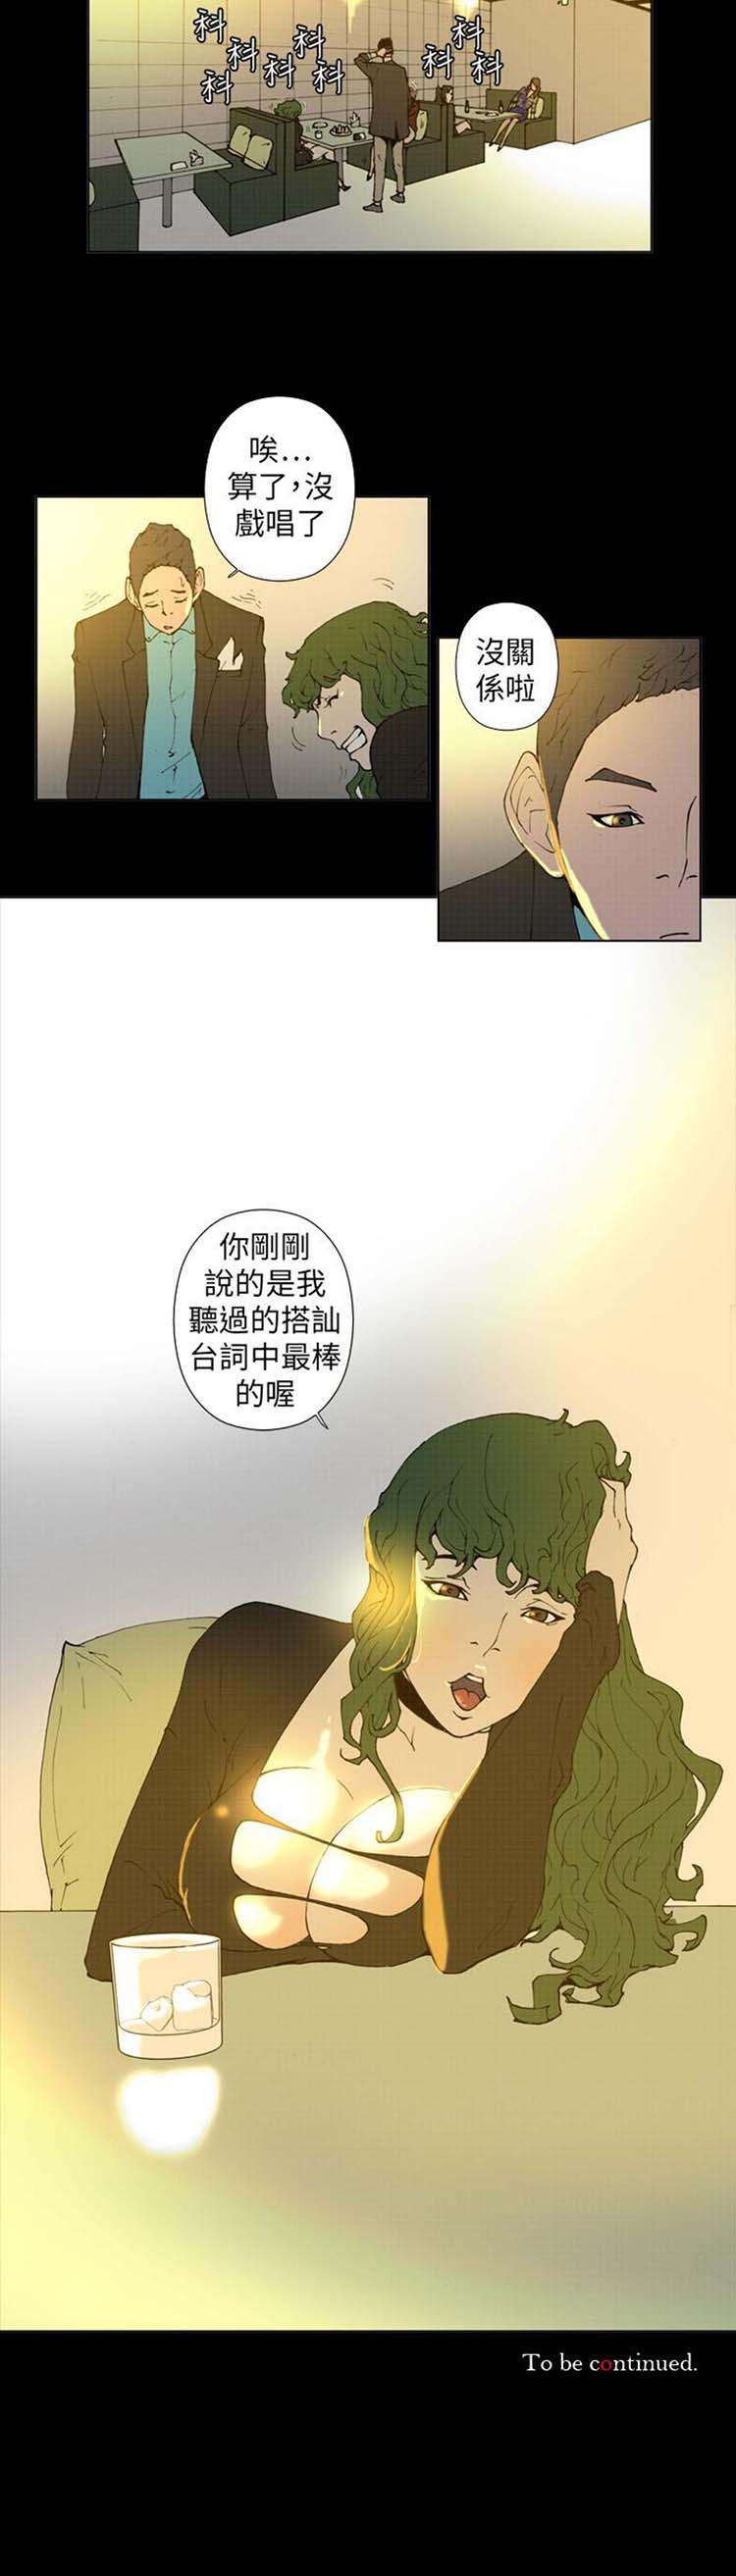 科科
科
科
科科
科
科
科科
唉…
算了，沒
戲唱了
沒關
係啦
你剛剛
說的是我
聽過的搭訕
台詞中最棒
的喔
To be continued.